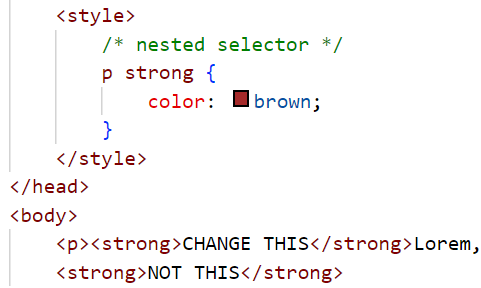 <style>
/* nested selector */
p strong {
color: brown;
}
</style>
</head>
<body>
<p><strong>CHANGE THIS</strong>Lorem,
<strong>NOT THIS</strong>